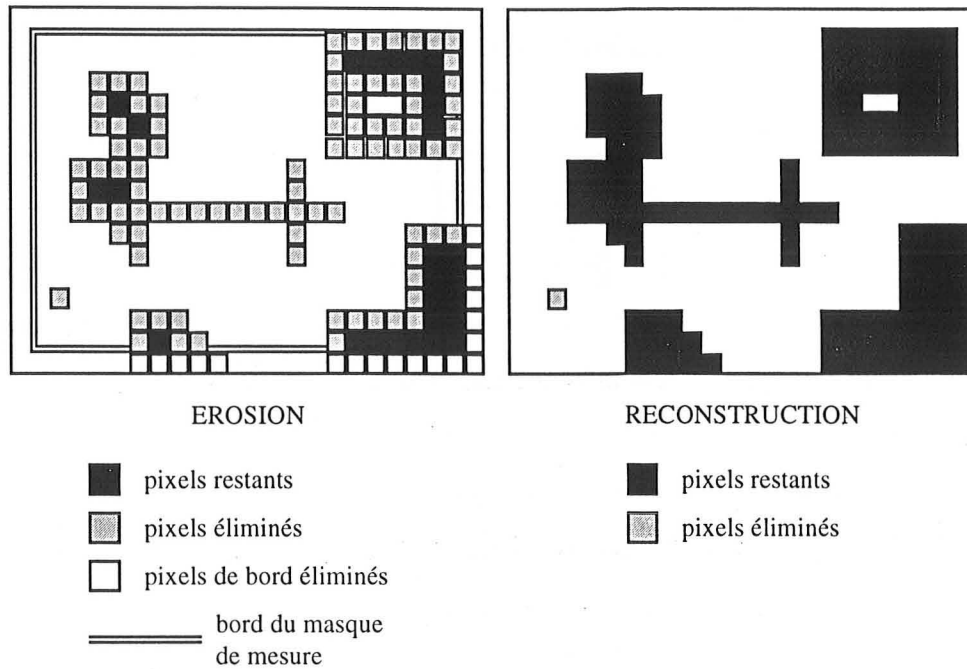 EROSION
RECONSTRUCTION
pixels restants
pixels restants
pixels éliminés
pixels éliminés
pixels de bord éliminés
bord du masque
de mesure